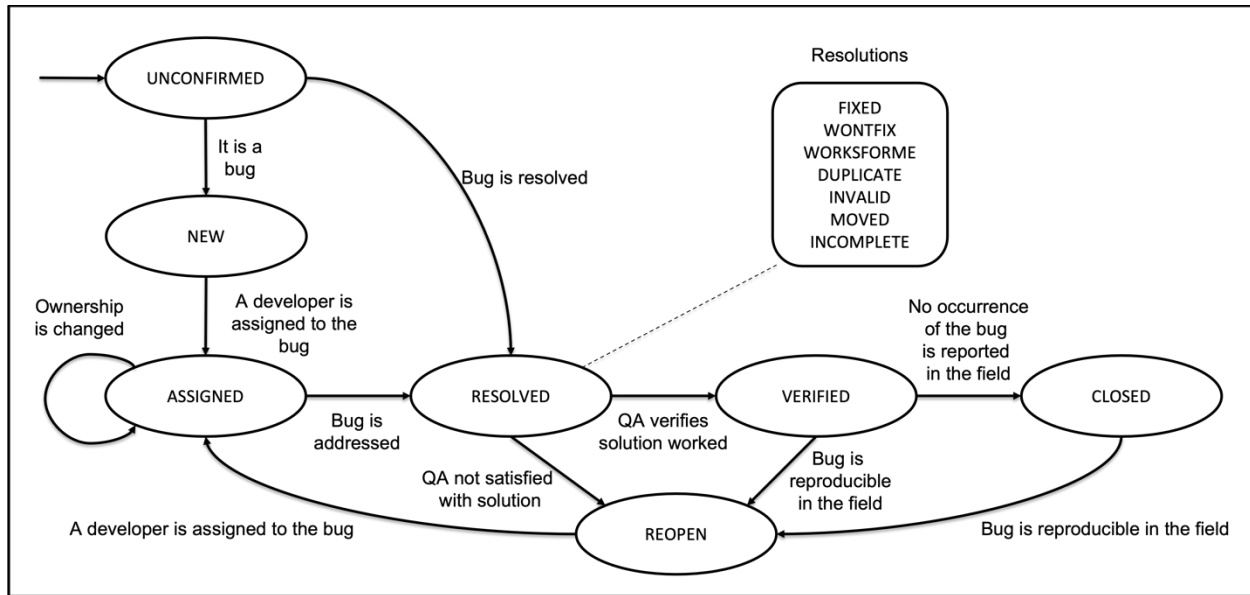 Resolutions
UNCONFIRMED
FIXED
WONTFIX
WORKSFORME
DUPLICATE
INVALID
MOVED
INCOMPLETE
It is a
bug
Bug is resolved
NEW
Ownership
is changed
A developer is
assigned to the
bug
No occurrence
of the bug
is reported
in the field
ASSIGNED
RESOLVED
VERIFIED
CLOSED
Bug is
addressed
QA verifies
solution worked
QA not satisfied
with solution
Bug is
reproducible
in the field
A developer is assigned to the bug
REOPEN
Bug is reproducible in the field